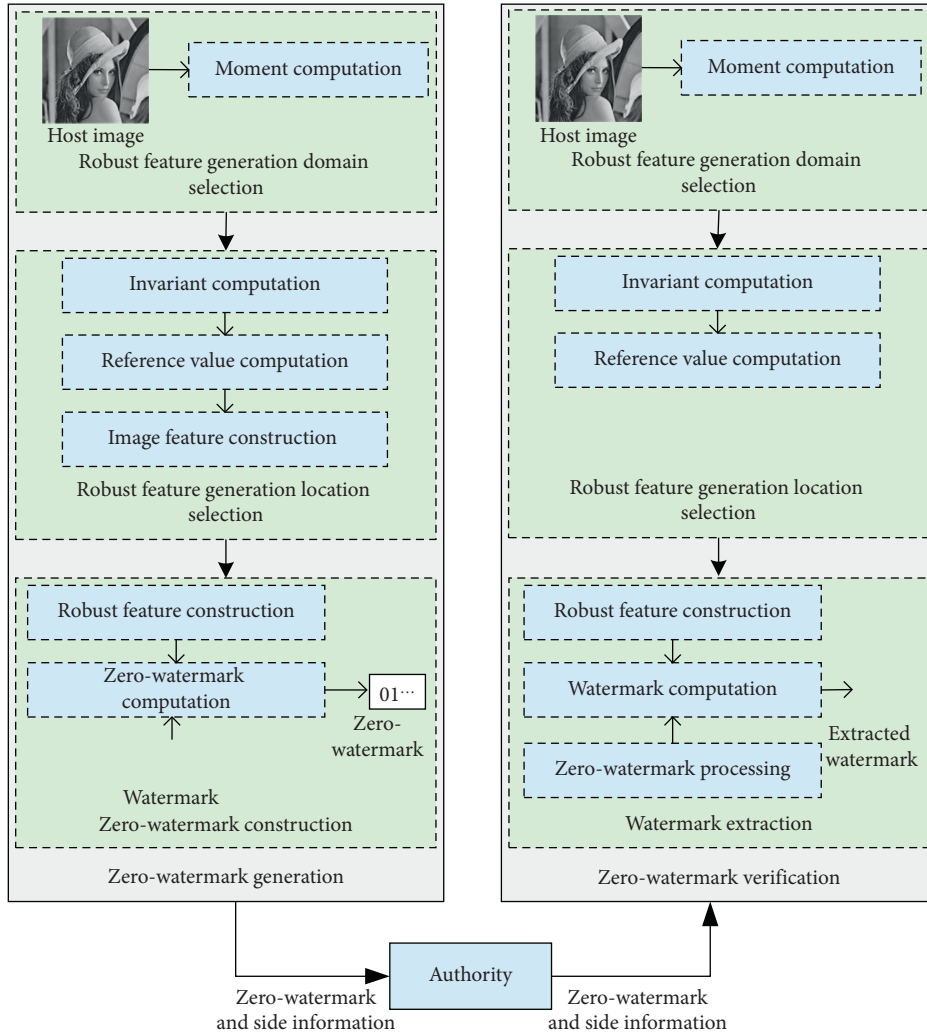 Moment computation
Host image
Robust feature generation domain
selection
Invariant computation
Reference value computation
Image feature construction
Robust feature generation location
selection
Robust feature construction
Zero-watermark
computation
01...
Zero-
watermark
Watermark
Zero-watermark construction
Zero-watermark generation
Moment computation
Host image
Robust feature generation domain
selection
Invariant computation
Reference value computation
Robust feature generation location
selection
Robust feature construction
Watermark computation
Extracted
watermark
Zero-watermark processing
Watermark extraction
Zero-watermark verification
Authority
Zero-watermark
and side information
Zero-watermark
and side information